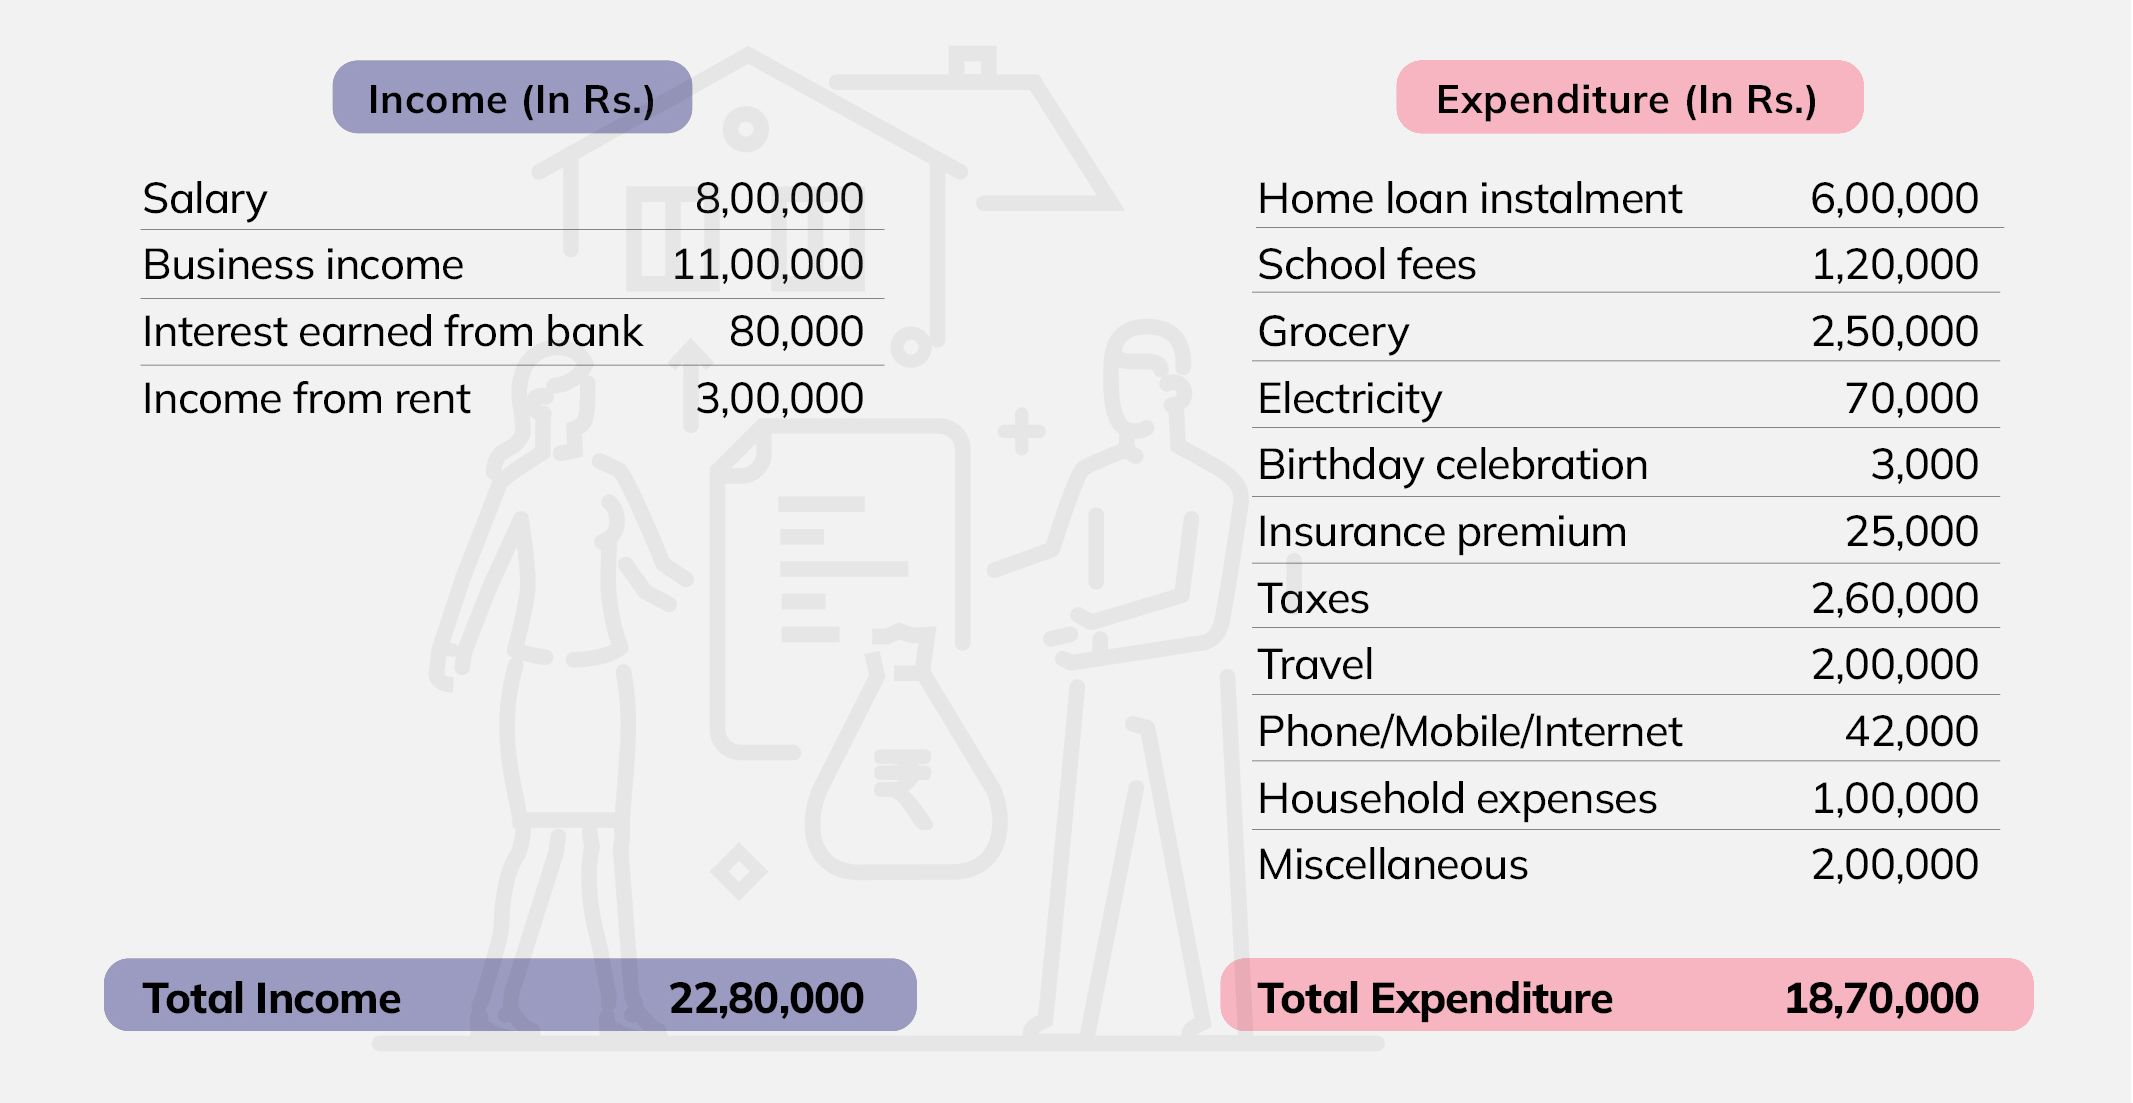 Income (In Rs.)
Salary 8,00,000
Business income 11,00,000
Interest earned from bank 80,000
Income from rent 3,00,000
Total Income 22,80,000
Expenditure (In Rs.)
Home loan instalment 6,00,000
School fees 1,20,000
Grocery 2,50,000
Electricity 70,000
Birthday celebration 3,000
Insurance premium 25,000
Taxes 2,60,000
Travel 2,00,000
Phone/Mobile/Internet 42,000
Household expenses 1,00,000
Miscellaneous 2,00,000
Total Expenditure 18,70,000
₹